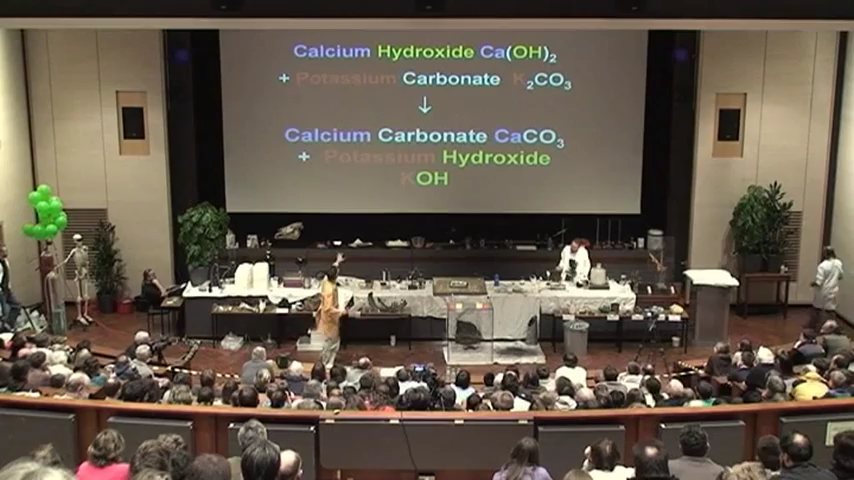 Calcium Hydroxide Ca(OH)₂
+ Potassium Carbonate K₂CO₃
↓
Calcium Carbonate CaCO₃
+ Potassium Hydroxide
KOH